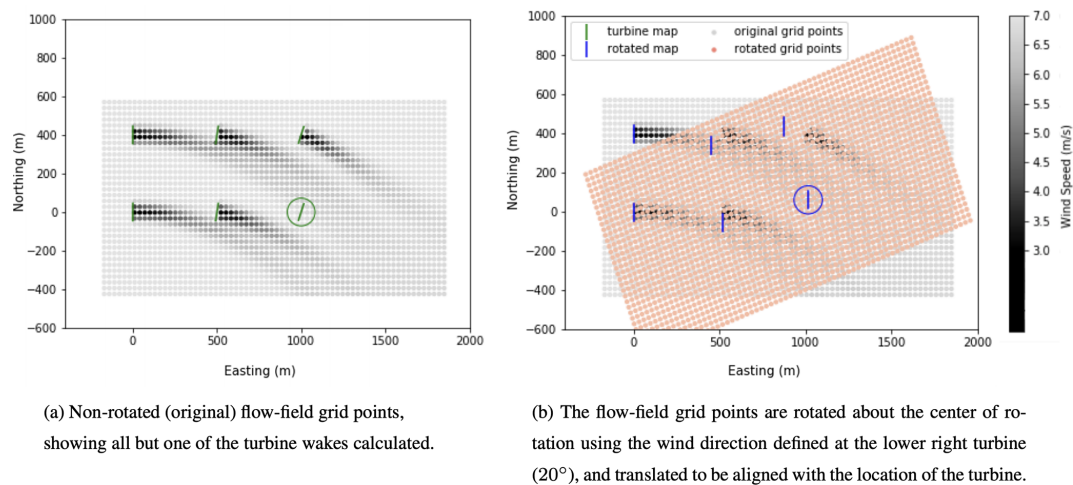 1000
800
600
400
200
0
−200
−400
−600
Northing (m)
0
500
1000
1500
2000
Easting (m)
1000
800
600
400
200
0
−200
−400
−600
Northing (m)
turbine map
rotated map
original grid points
rotated grid points
0
500
1000
1500
2000
Easting (m)
7.0
6.5
6.0
5.5
5.0
4.5
4.0
3.5
3.0
Wind Speed (m/s)
(a) Non-rotated (original) flow-field grid points,
showing all but one of the turbine wakes calculated.
(b) The flow-field grid points are rotated about the center of ro-
tation using the wind direction defined at the lower right turbine
(20°), and translated to be aligned with the location of the turbine.